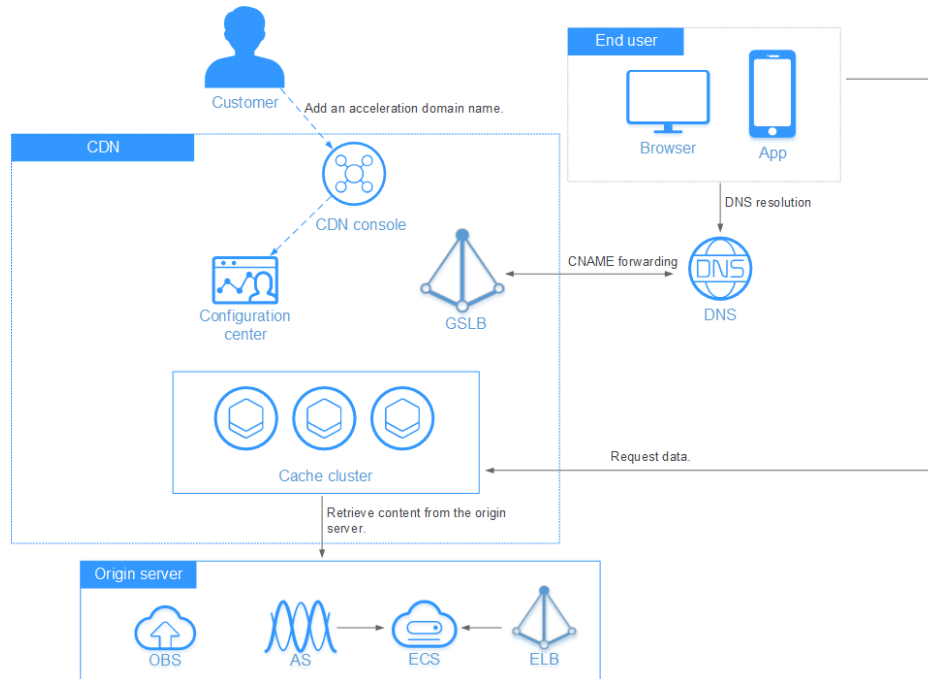 End user
Customer
Add an acceleration domain name.
CDN
Browser
App
CDN console
DNS resolution
CNAME forwarding
DNS
Configuration
center
GSLB
DNS
Request data.
Cache cluster
Retrieve content from the origin
server.
Origin server
OBS
AS
ECS
ELB